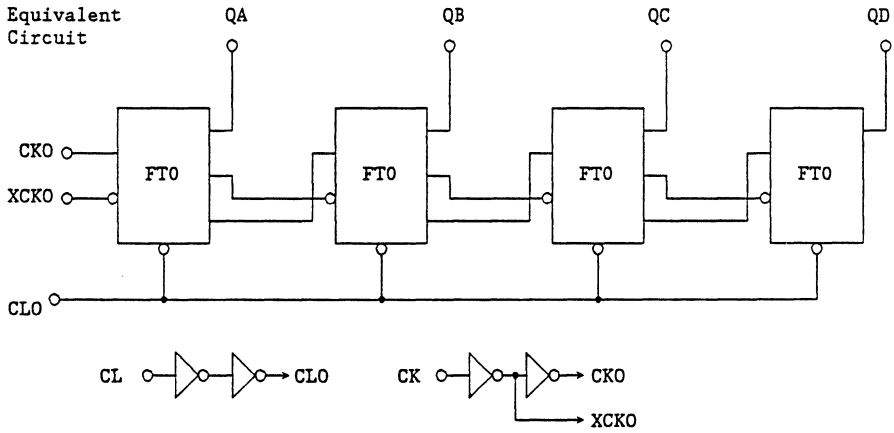 Equivalent
Circuit
QA QB QC QD
CKO
XCKO
FTO FTO FTO FTO
CLO
CL CLO CK CKO
XCKO